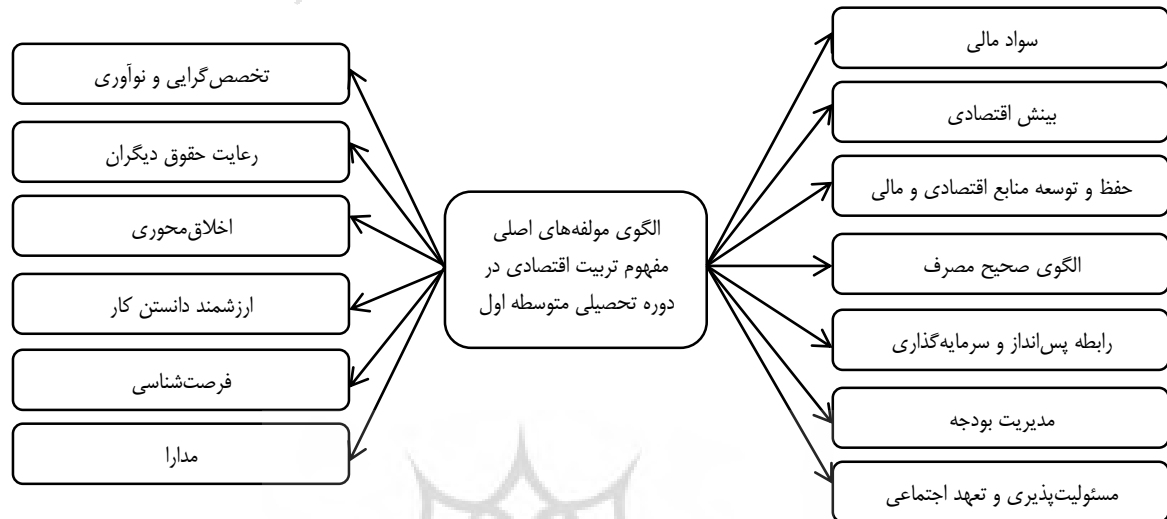 سواد مالی
بینش اقتصادی
حفظ و توسعه منابع اقتصادی و مالی
الگوی صحیح مصرف
رابطه پس‌انداز و سرمایه‌گذاری
مدیریت بودجه
مسئولیت‌پذیری و تعهد اجتماعی
الگوی مولفه‌های اصلی
مفهوم تربیت اقتصادی در
دوره تحصیلی متوسطه اول
تخصص‌گرایی و نوآوری
رعایت حقوق دیگران
اخلاق‌محوری
ارزشمند دانستن کار
فرصت‌شناسی
مدارا